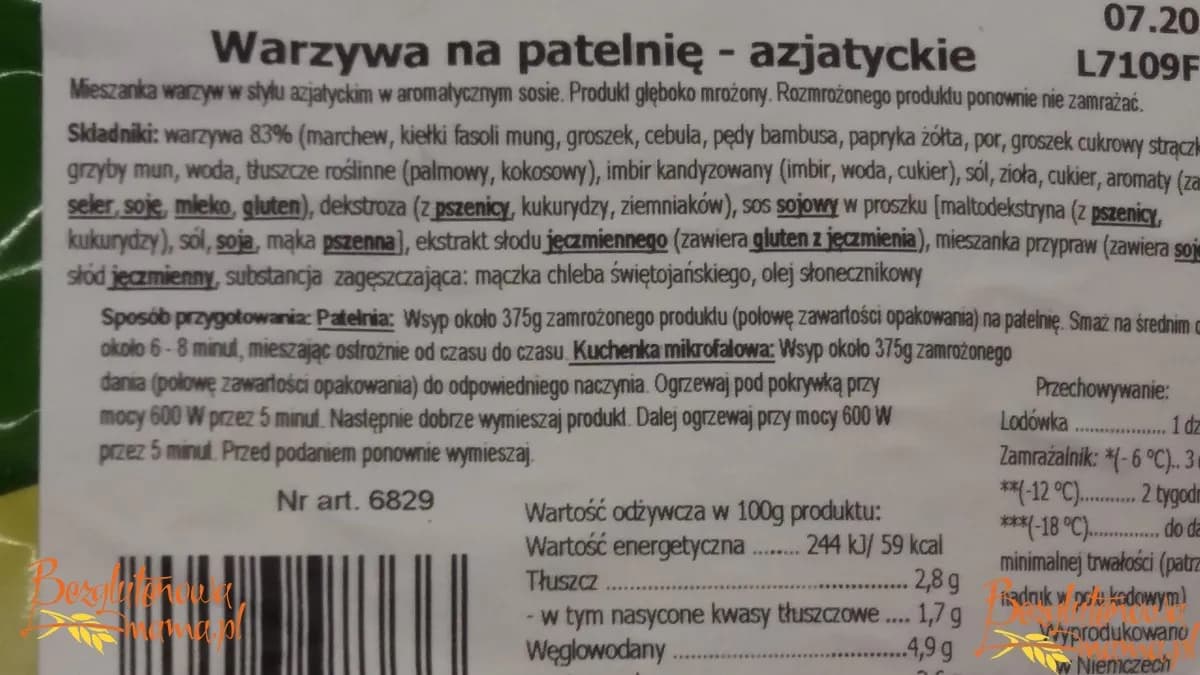 07.20
Warzywa na patelnię - azjatyckie
L7109F
Mieszanka warzyw w stylu azjatyckim w aromatycznym sosie. Produkt głęboko mrożony. Rozmrożonego produktu ponownie nie zamrażać.
Składniki: warzywa 83% (marchew, kiełki fasoli mung, groszek, cebula, pędy bambusa, papryka żółta, por, groszek cukrowy strączk
grzyby mun, woda, tłuszcze roślinne (palmowy, kokosowy), imbir kandyzowany (imbir, woda, cukier), sól, zioła, cukier, aromaty (za
seler, soję, mleko, gluten), dekstroza (z pszenicy, kukurydzy, ziemniaków), sos sojowy w proszku [maltodekstryna (z pszenicy,
kukurydzy), sól, soja, mąka pszenna], ekstrakt słodu jęczmiennego (zawiera gluten z jęczmienia), mieszanka przypraw (zawiera soję
słód jęczmienny, substancja zagęszczająca: mączka chleba świętojańskiego, olej słonecznikowy
Sposób przygotowania: Patelnia: Wsyp około 375g zamrożonego produktu (połowę zawartości opakowania) na patelnię. Smaż na średnim o
około 6 - 8 minut, mieszając ostrożnie od czasu do czasu. Kuchenka mikrofalowa: Wsyp około 375g zamrożonego
dania (połowę zawartości opakowania) do odpowiedniego naczynia. Ogrzewaj pod pokrywką przy
mocy 600 W przez 5 minut. Następnie dobrze wymieszaj produkt. Dalej ogrzewaj przy mocy 600 W
przez 5 minut. Przed podaniem ponownie wymieszaj.
Przechowywanie:
Lodówka .................. 1 dz
Zamrażalnik: *(- 6 °C).. 3
**(-12 °C)........... 2 tygodn
***(-18 °C).............. do da
minimalnej trwałości (patrz
nadruk w polu kodowym)
Wyprodukowano
w Niemczech
Nr art. 6829
Wartość odżywcza w 100g produktu:
Wartość energetyczna ........ 244 kJ/ 59 kcal
Tłuszcz ...................................... 2,8 g
- w tym nasycone kwasy tłuszczowe .... 1,7 g
Węglowodany ..............................4,9 g
Bezglutenowa
mama.pl
Bezglutenowa
mama.pl